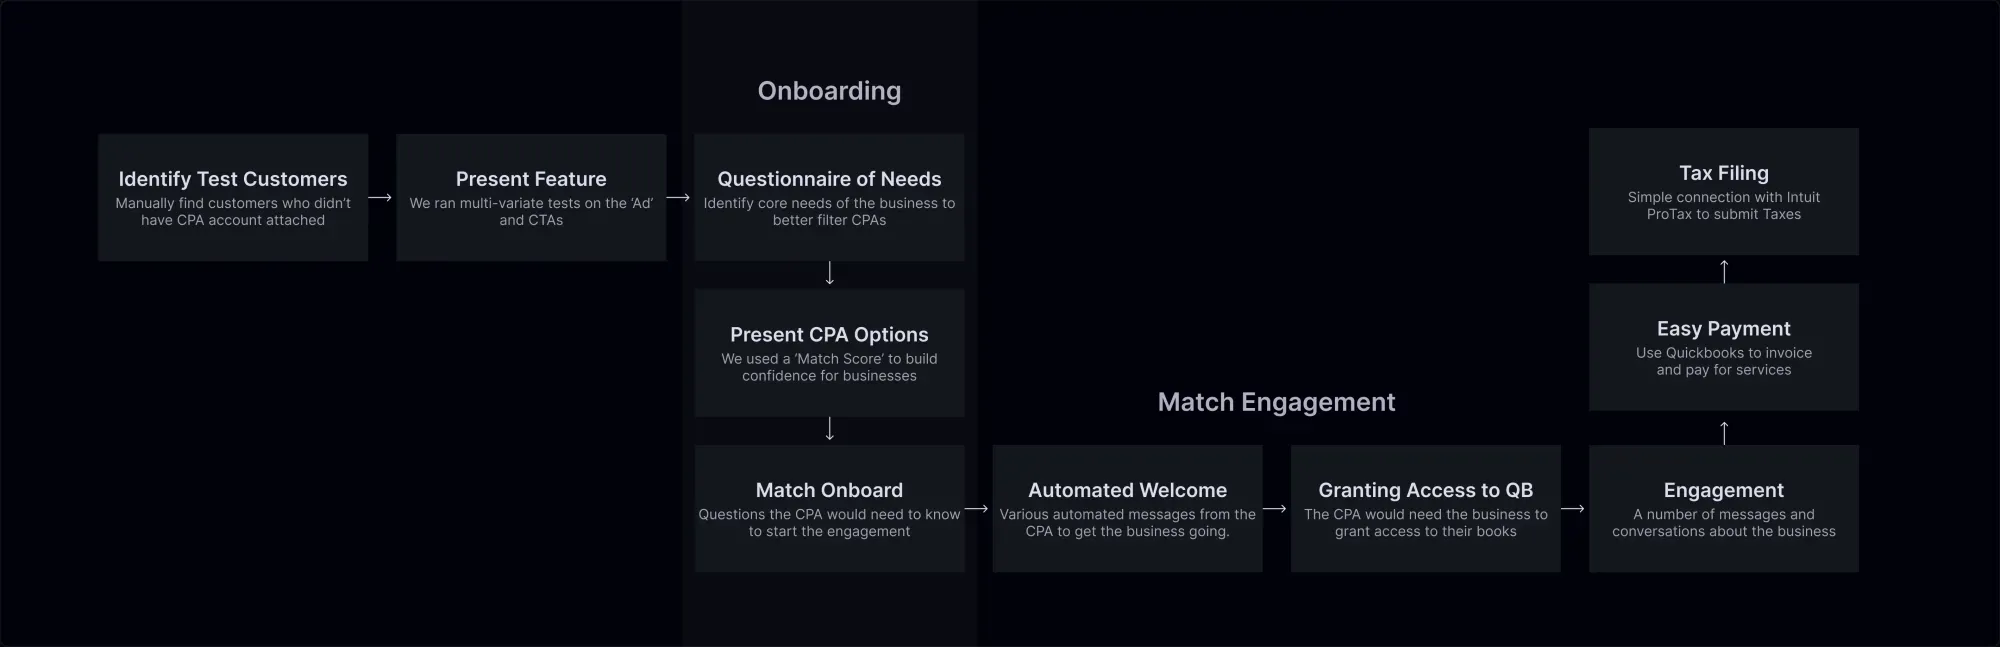 Onboarding
Identify Test Customers
Manually find customers who didn’t
have CPA account attached
Present Feature
We ran multi-variate tests on the ‘Ad’
and CTAs
Questionnaire of Needs
Identify core needs of the business to
better filter CPAs
Present CPA Options
We used a ‘Match Score’ to build
confidence for businesses
Match Onboard
Questions the CPA would need to know
to start the engagement
Match Engagement
Automated Welcome
Various automated messages from the
CPA to get the business going.
Granting Access to QB
The CPA would need the business to
grant access to their books
Engagement
A number of messages and
conversations about the business
Easy Payment
Use Quickbooks to invoice
and pay for services
Tax Filing
Simple connection with Intuit
ProTax to submit Taxes